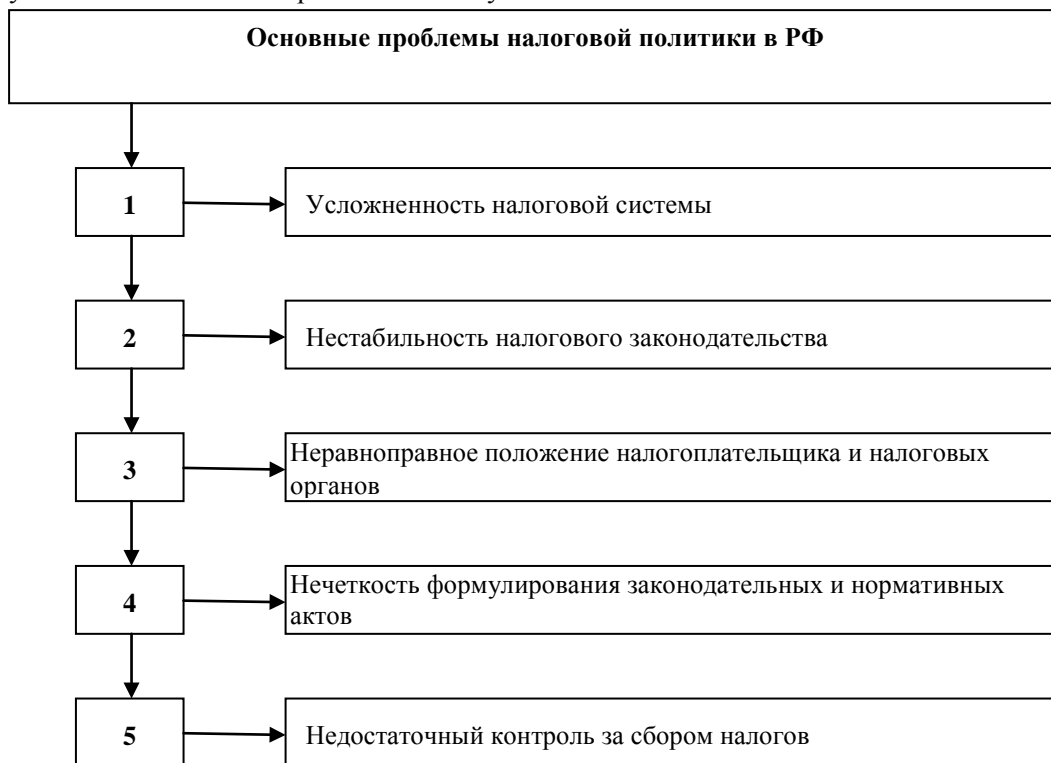 Основные проблемы налоговой политики в РФ
1
Усложненность налоговой системы
2
Нестабильность налогового законодательства
3
Неравноправное положение налогоплательщика и налоговых
органов
4
Нечеткость формулирования законодательных и нормативных
актов
5
Недостаточный контроль за сбором налогов